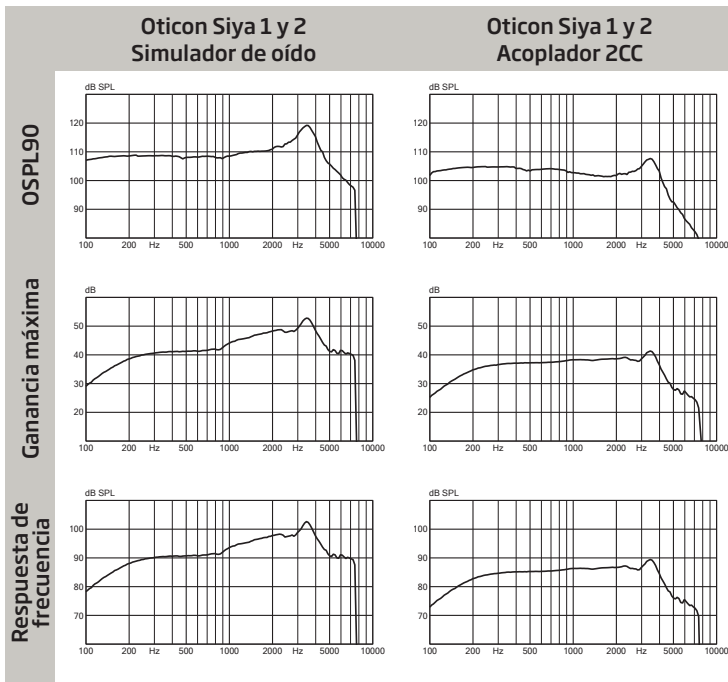 Oticon Siya 1 y 2
Simulador de oído
Oticon Siya 1 y 2
Acoplador 2CC
OSPL90
dB SPL
120
110
100
90
100 200 Hz 500 1000 2000 Hz 5000 10000
dB SPL
120
110
100
90
100 200 Hz 500 1000 2000 Hz 5000 10000
Ganancia máxima
dB
50
40
30
20
100 200 Hz 500 1000 2000 Hz 5000 10000
dB
50
40
30
20
100 200 Hz 500 1000 2000 Hz 5000 10000
Respuesta de
frecuencia
dB SPL
100
90
80
70
100 200 Hz 500 1000 2000 Hz 5000 10000
dB SPL
100
90
80
70
100 200 Hz 500 1000 2000 Hz 5000 10000